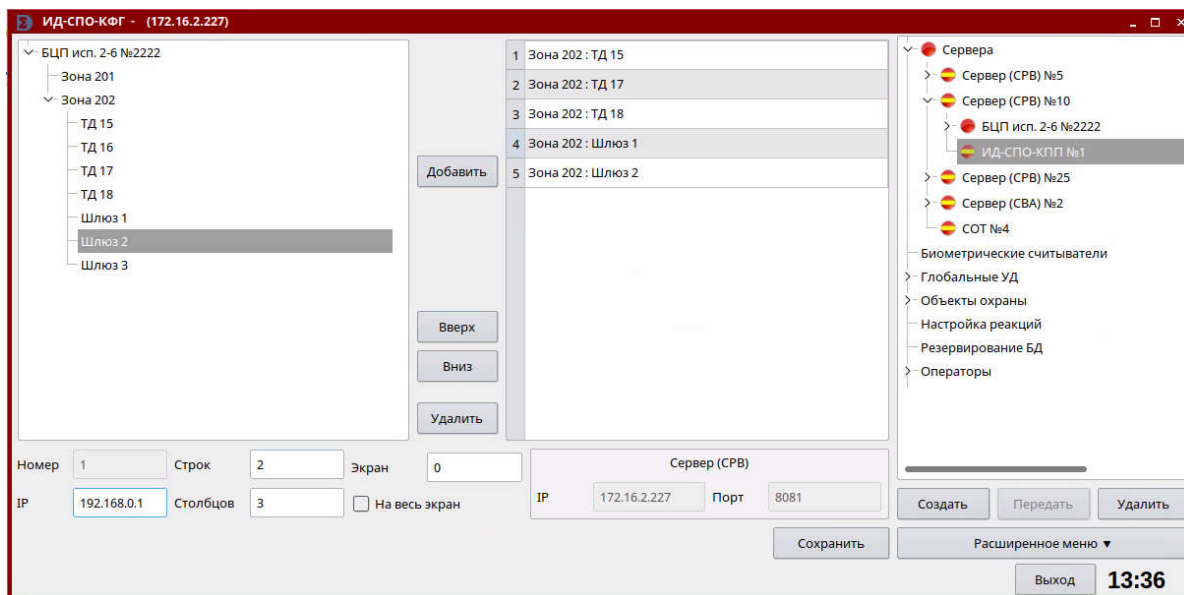 ИД-СПО-КФГ - (172.16.2.227)
БЦП исп. 2-6 №2222
Зона 201
Зона 202
ТД 15
ТД 16
ТД 17
ТД 18
Шлюз 1
Шлюз 2
Шлюз 3
Добавить
Вверх
Вниз
Удалить
1 Зона 202 : ТД 15
2 Зона 202 : ТД 17
3 Зона 202 : ТД 18
4 Зона 202 : Шлюз 1
5 Зона 202 : Шлюз 2
Сервера
Сервер (СРВ) №5
Сервер (СРВ) №10
БЦП исп. 2-6 №2222
ИД-СПО-КПП №1
Сервер (СРВ) №25
Сервер (СВА) №2
СОТ №4
Биометрические считыватели
Глобальные УД
Объекты охраны
Настройка реакций
Резервирование БД
Операторы
Номер 1 Строк 2 Экран 0
IP 192.168.0.1 Столбцов 3 На весь экран
Сервер (СРВ)
IP 172.16.2.227 Порт 8081
Создать Передать Удалить
Сохранить Расширенное меню ▼
Выход 13:36